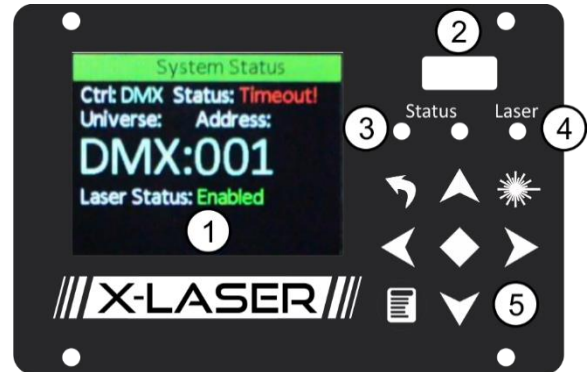 System Status
Ctrl: DMX Status: Timeout!
Universe: Address:
DMX:001
Laser Status: Enabled
1
X-LASER
2
Status Laser
3
4
5